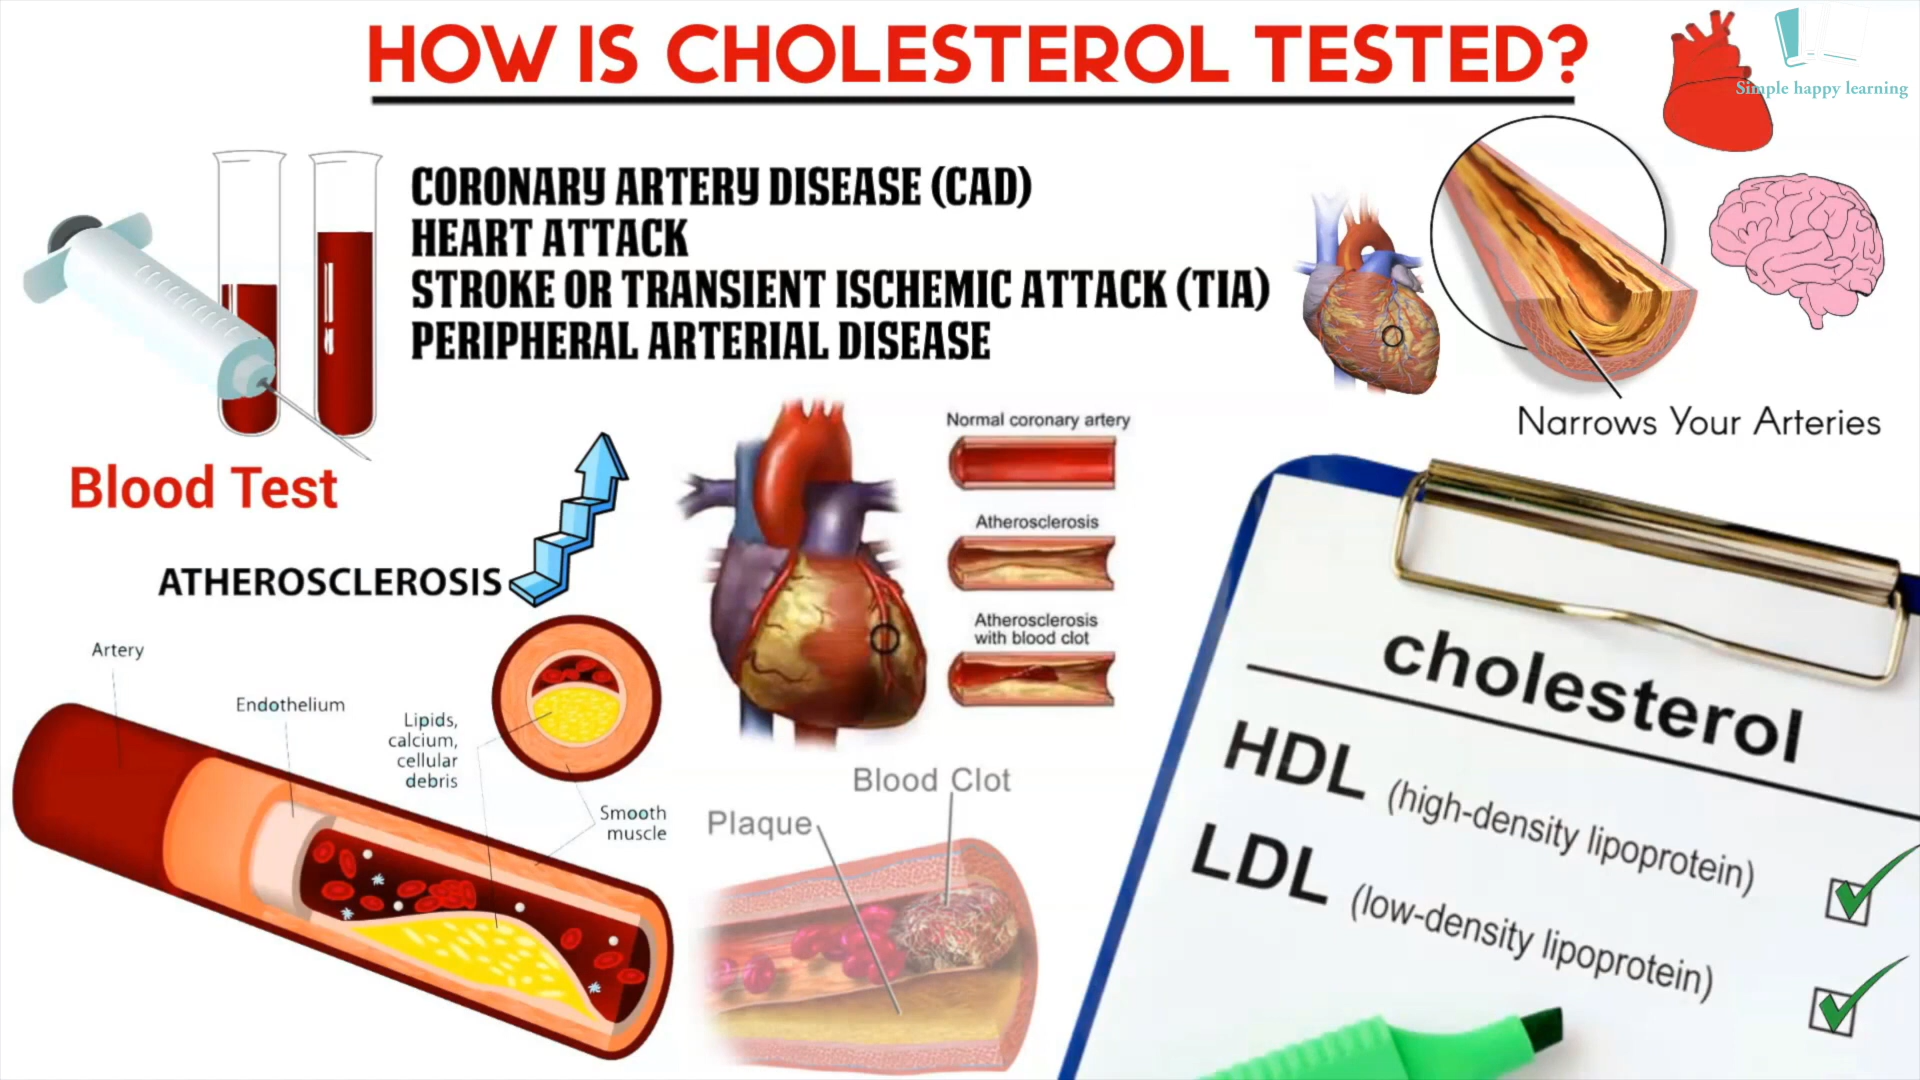 HOW IS CHOLESTEROL TESTED?
Simple happy learning
CORONARY ARTERY DISEASE (CAD)
HEART ATTACK
STROKE OR TRANSIENT ISCHEMIC ATTACK (TIA)
PERIPHERAL ARTERIAL DISEASE
Narrows Your Arteries
Blood Test
ATHEROSCLEROSIS
Artery
Endothelium
Lipids,
calcium,
cellular
debris
Smooth
muscle
Normal coronary artery
Atherosclerosis
Atherosclerosis
with blood clot
Blood Clot
Plaque
cholesterol
HDL (high-density lipoprotein)
LDL (low-density lipoprotein)